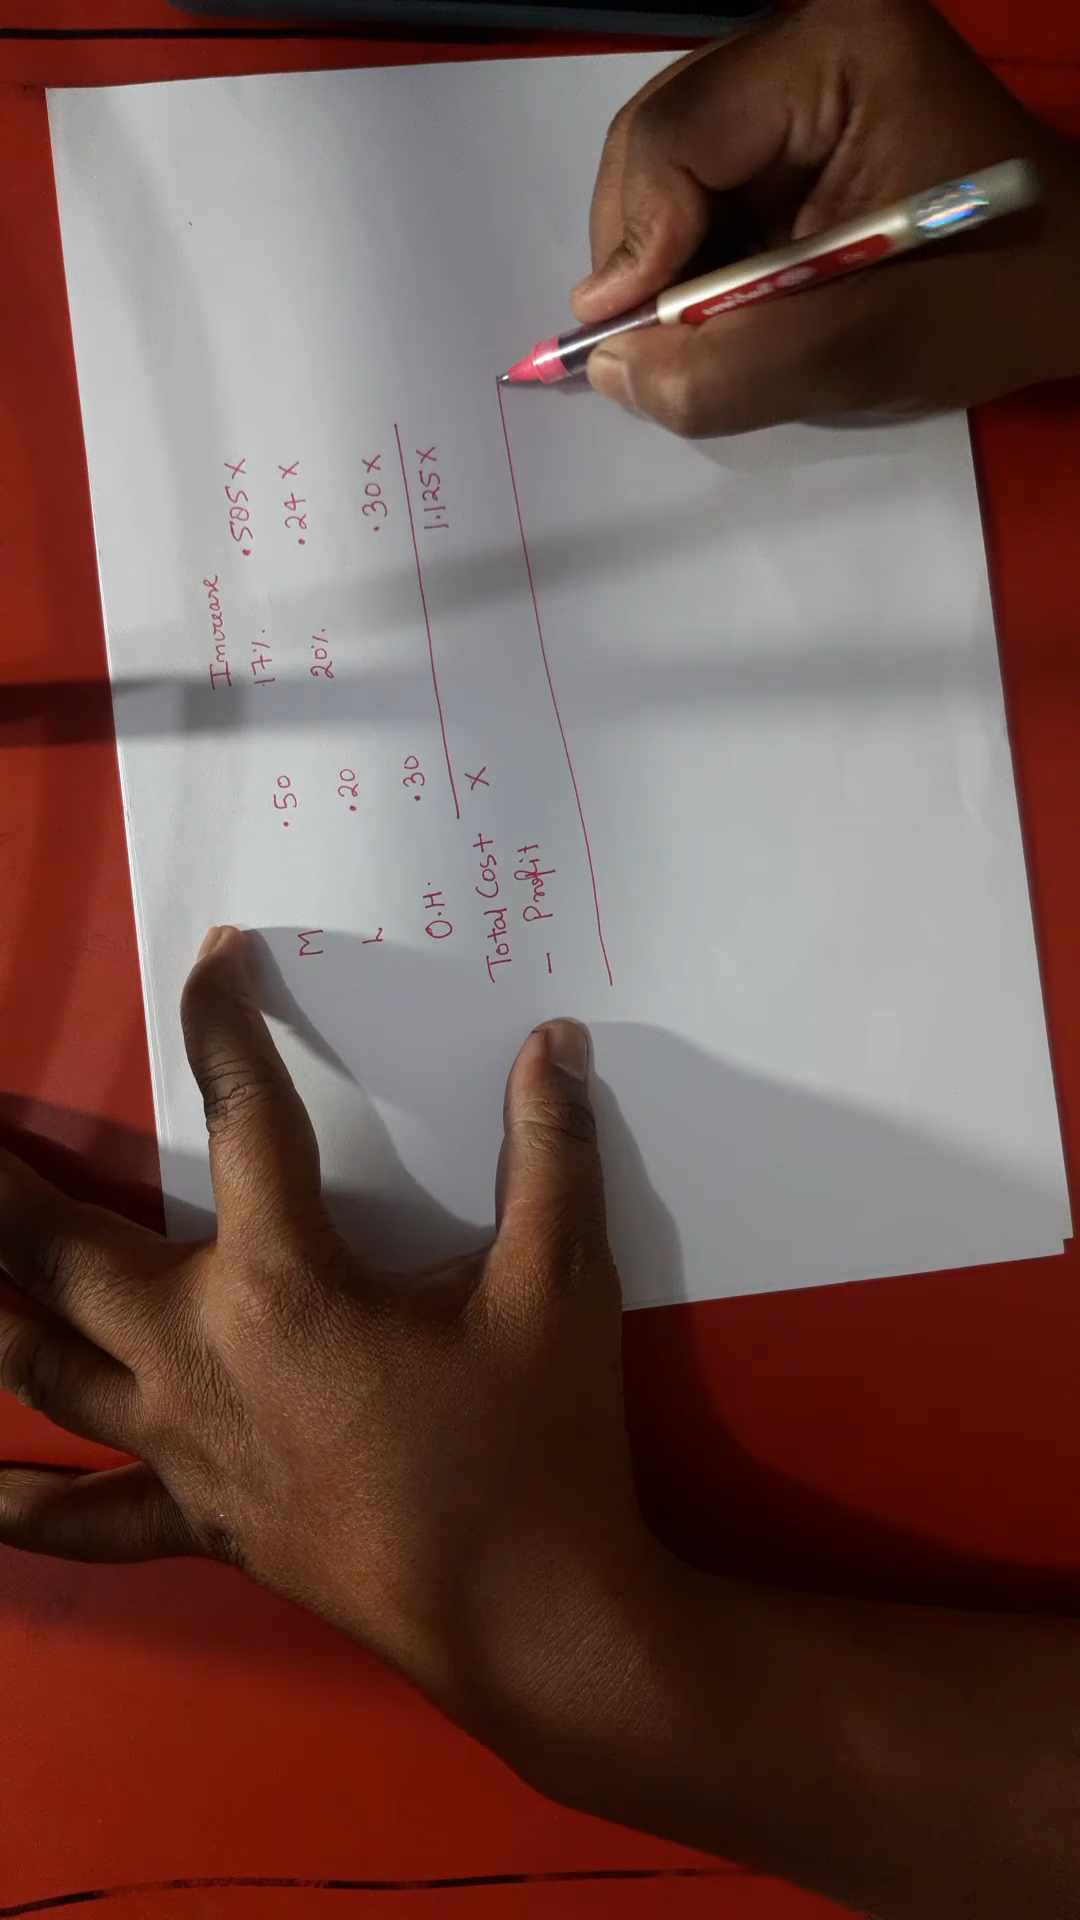 Increase
M .50 17% .585 X
L .20 20% .24 X
O.H. .30 .30 X
Total Cost X 1.125 X
- Profit